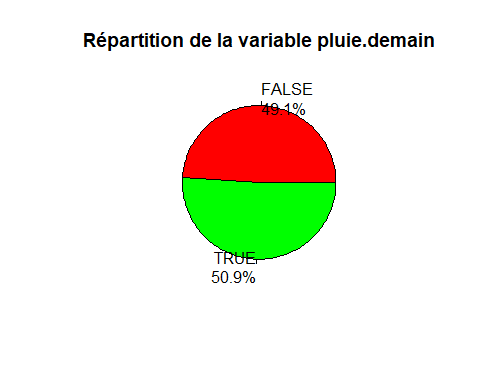 Répartition de la variable pluie.demain
FALSE
49.1%
TRUE
50.9%